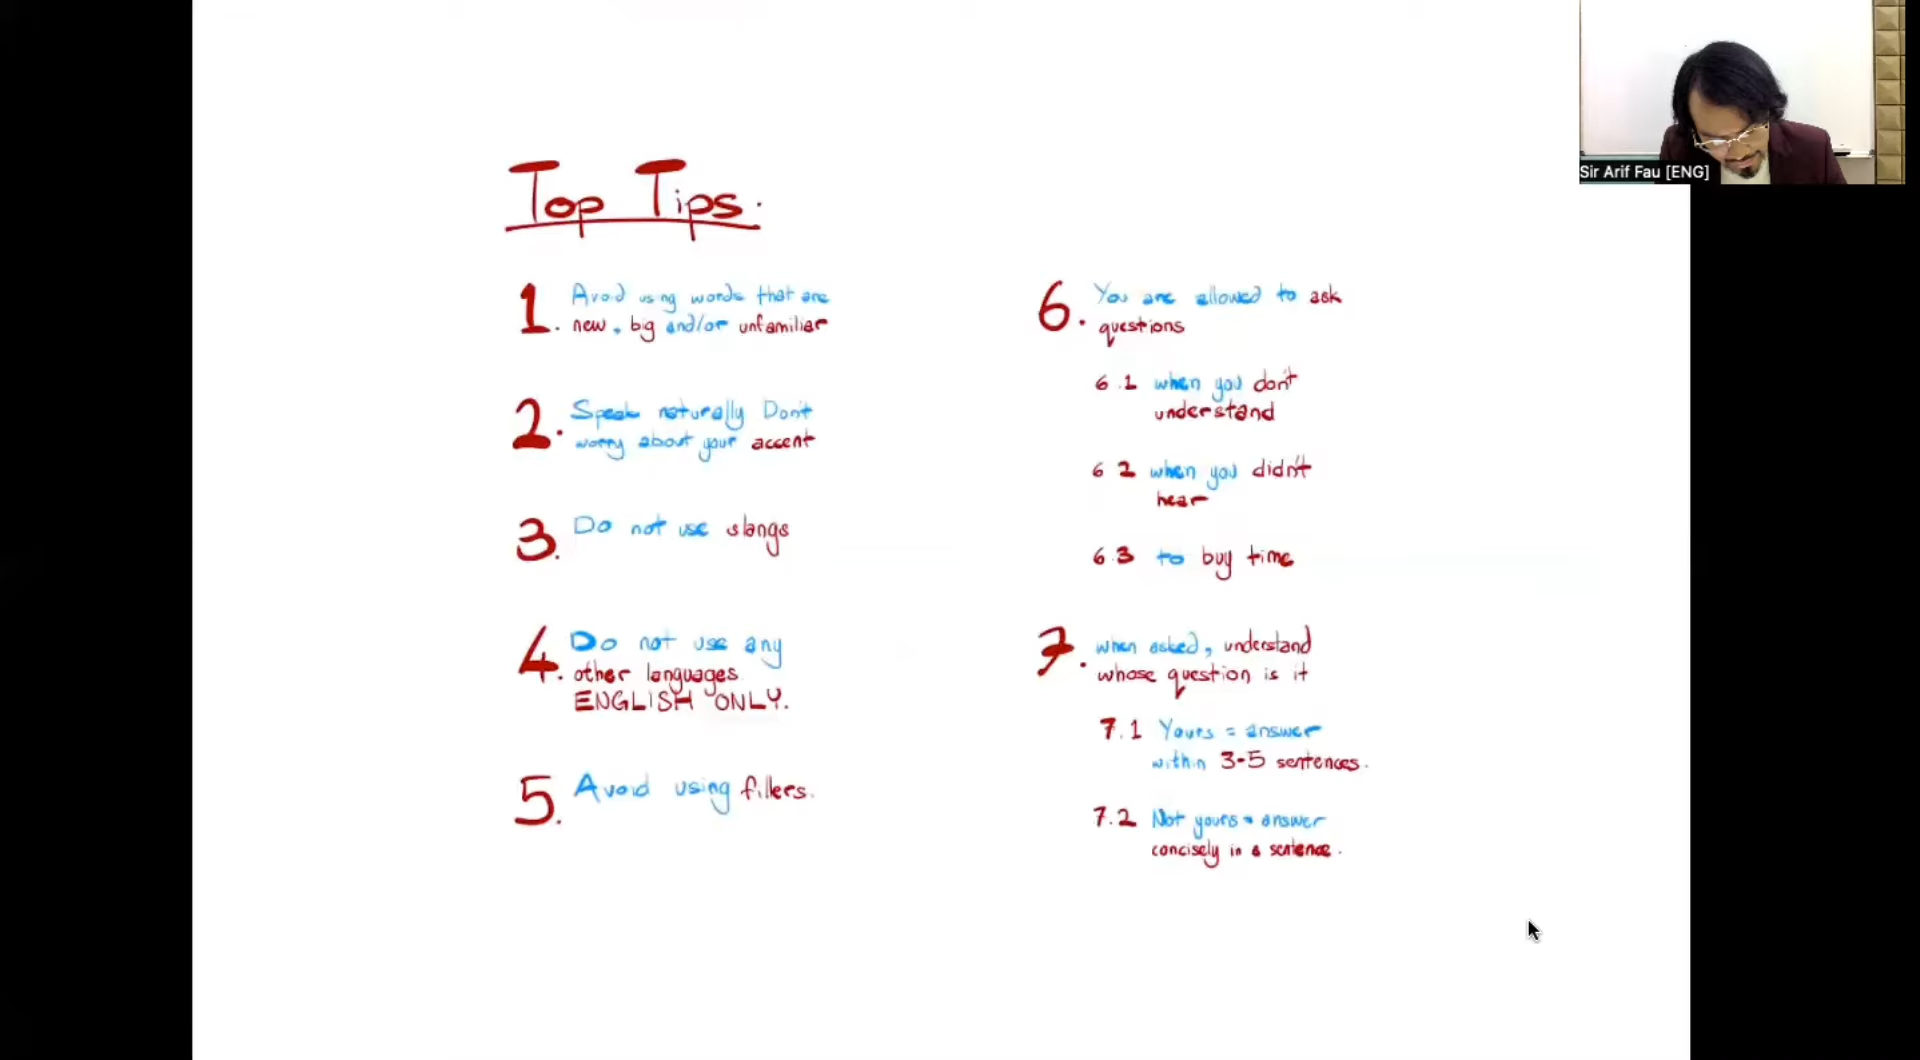 Top Tips.
1. Avoid using words that are
new, big and/or unfamiliar
2. Speak naturally Don't
worry about your accent
3. Do not use slangs
4. Do not use any
other languages
ENGLISH ONLY.
5. Avoid using fillers.
6. You are allowed to ask
questions
6.1 when you don't
understand
6 2 when you didn't
hear
6 3 to buy time
7. when asked, understand
whose question is it
7.1 Yours = answer
within 3-5 sentences.
7.2 Not yours = answer
concisely in a sentence.
Sir Arif Fau [ENG]